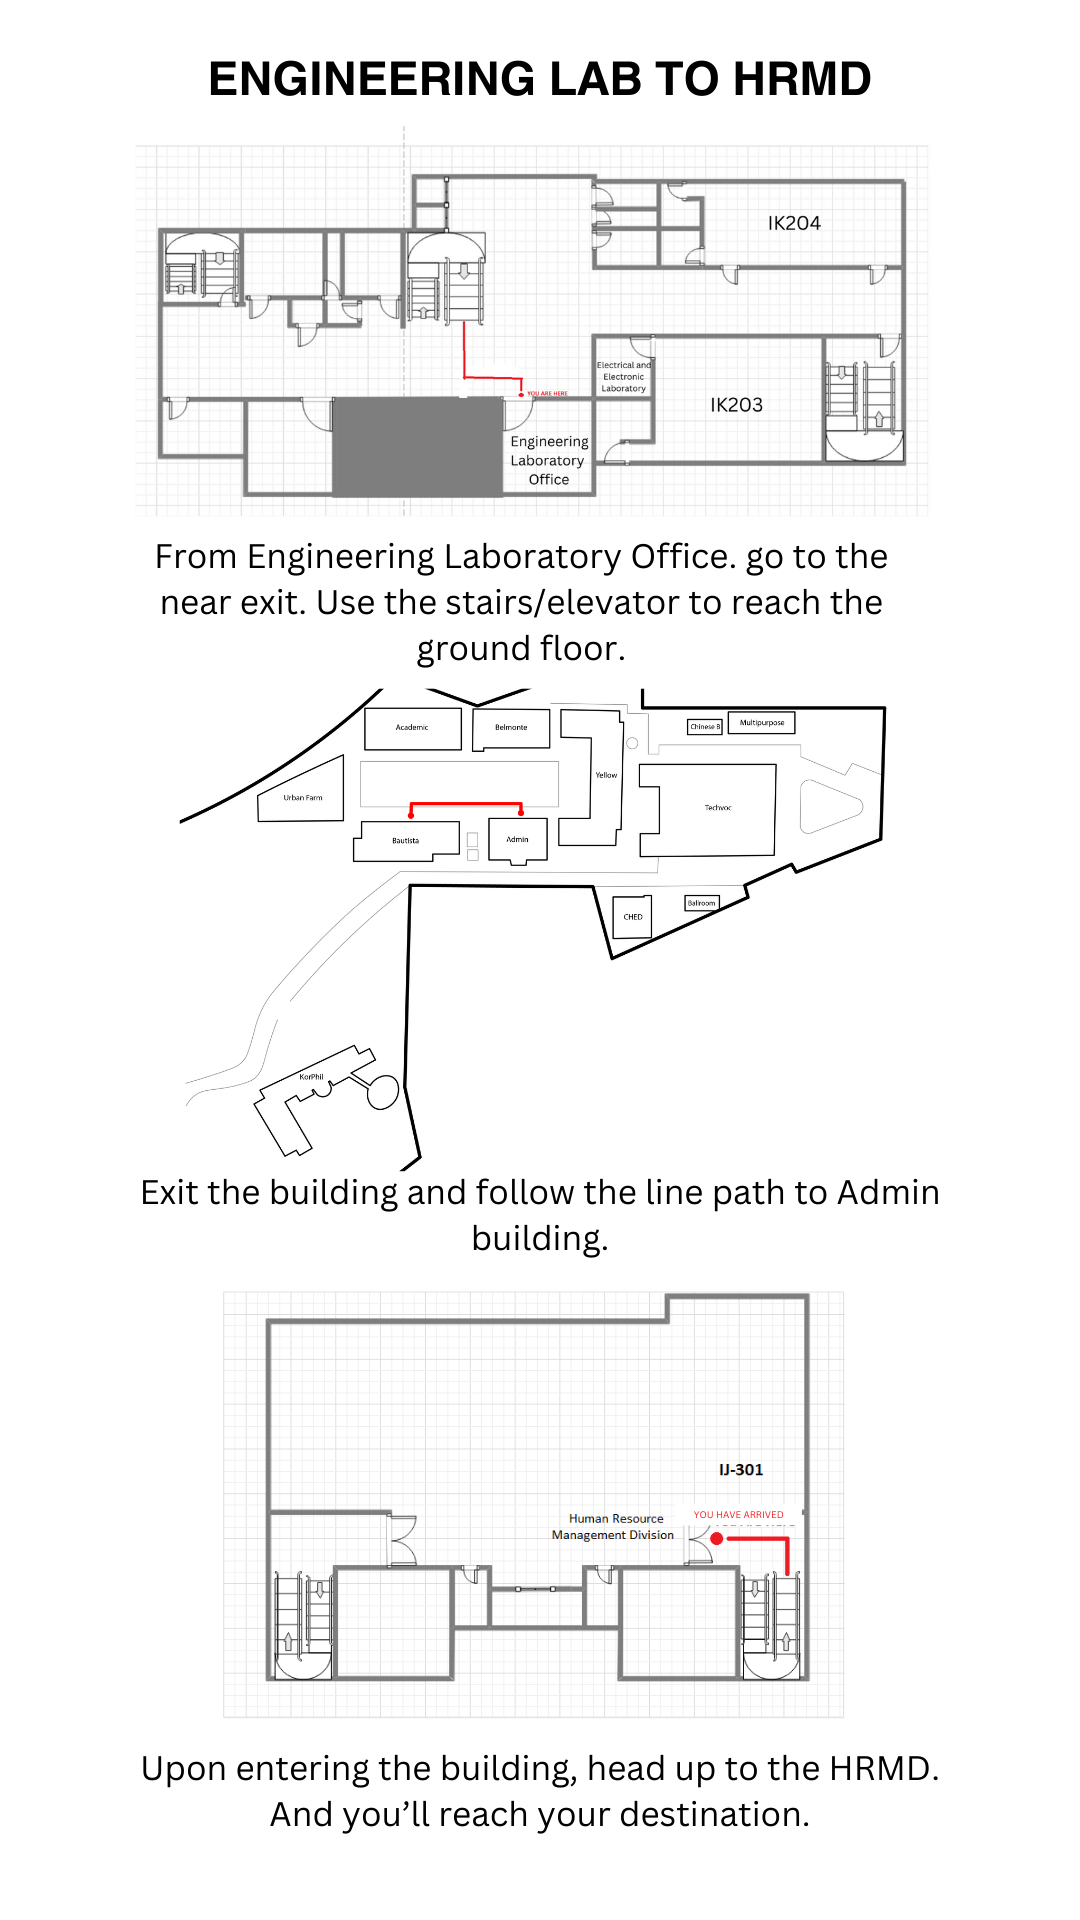 ENGINEERING LAB TO HRMD
IK204
Electrical and
Electronic
Laboratory
YOU ARE HERE
IK203
Engineering
Laboratory
Office
From Engineering Laboratory Office. go to the
near exit. Use the stairs/elevator to reach the
ground floor.
Academic
Belmonte
Chinese B
Multipurpose
Yellow
Urban Farm
Techvoc
Bautista
Admin
CHED
Ballroom
KorPhil
Exit the building and follow the line path to Admin
building.
IJ-301
YOU HAVE ARRIVED
Human Resource
Management Division
Upon entering the building, head up to the HRMD.
And you’ll reach your destination.